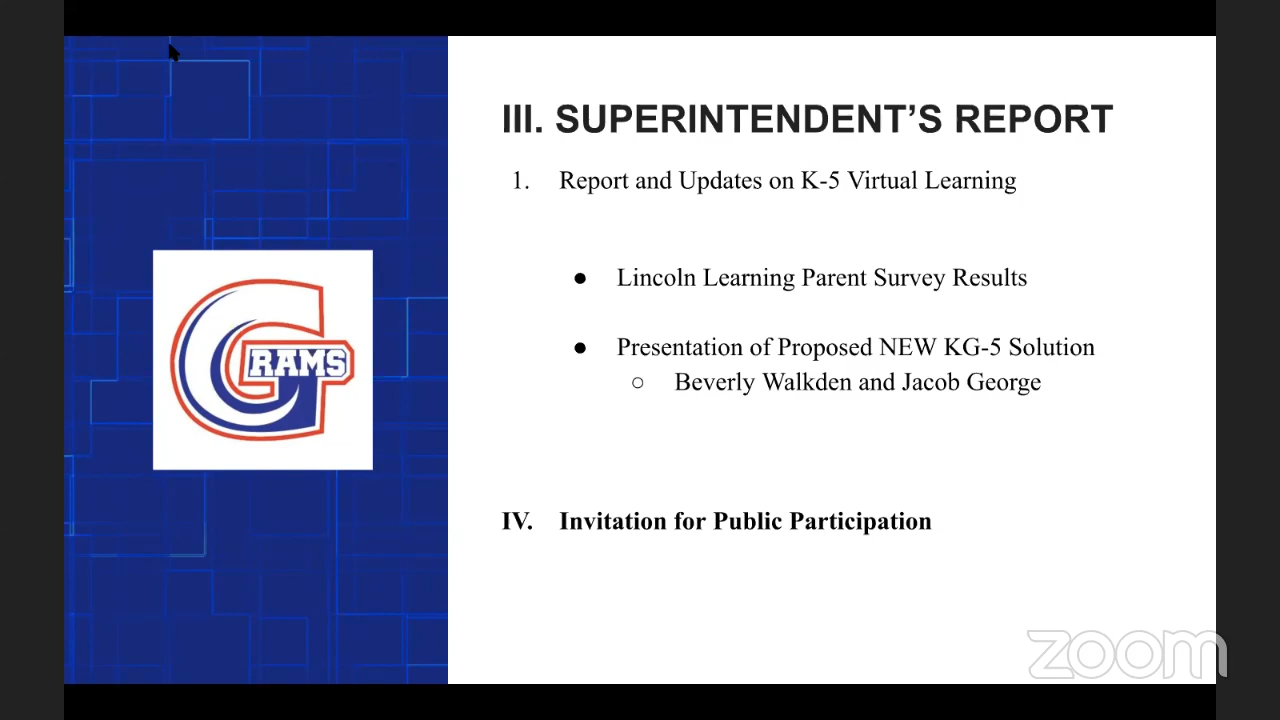 III. SUPERINTENDENT’S REPORT
1. Report and Updates on K-5 Virtual Learning
● Lincoln Learning Parent Survey Results
● Presentation of Proposed NEW KG-5 Solution
○ Beverly Walkden and Jacob George
G RAMS
IV. Invitation for Public Participation
zoom